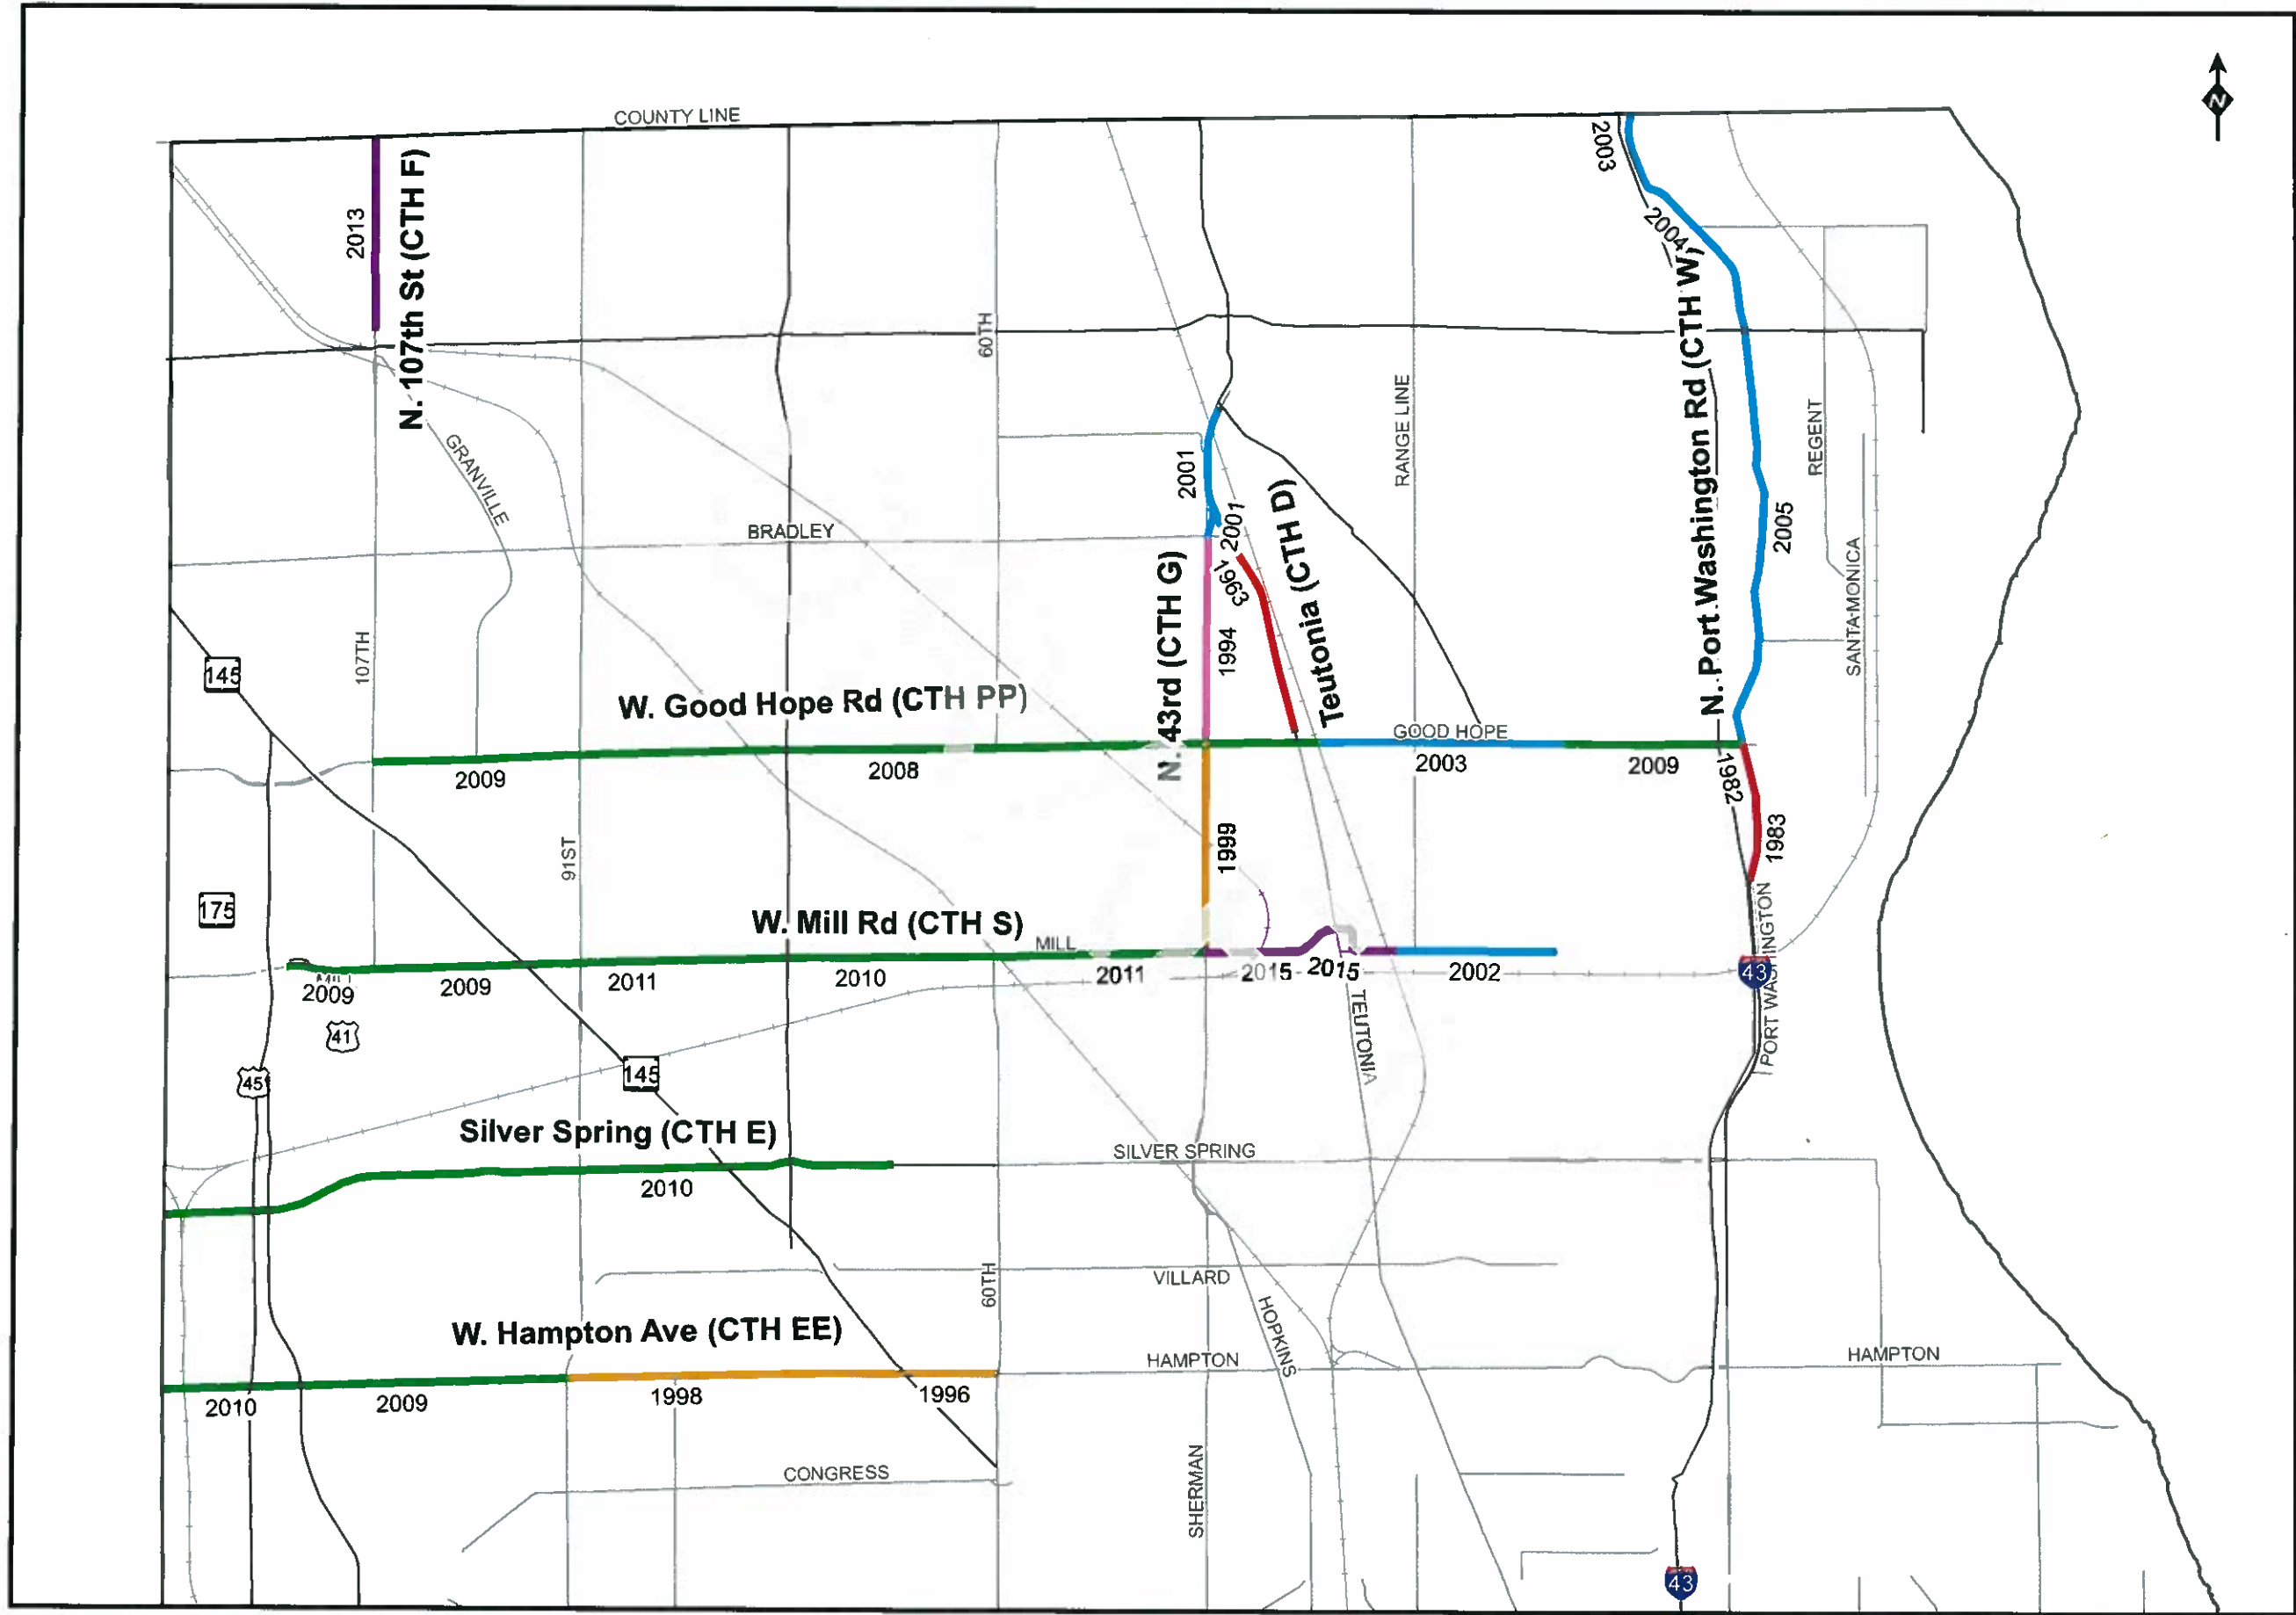 N
COUNTY LINE
2003
2013
N. 107th St (CTH F)
2004
N. Port Washington Rd (CTH W)
60TH
RANGE LINE
REGENT
GRANVILLE
2001
2001
Teutonia (CTH D)
2005
BRADLEY
SANTA MONICA
N. 43rd (CTH G)
1963
107TH
1994
145
W. Good Hope Rd (CTH PP)
GOOD HOPE
2009
2008
2003
2009
1982
1983
91ST
1999
175
W. Mill Rd (CTH S)
MILL
PORT WASHINGTON
MILL
2009
2009
2011
2010
2011
2015
2015
2002
43
41
TEUTONIA
45
145
Silver Spring (CTH E)
SILVER SPRING
2010
VILLARD
60TH
HOPKINS
W. Hampton Ave (CTH EE)
HAMPTON
HAMPTON
2010
2009
1998
1996
CONGRESS
SHERMAN
43